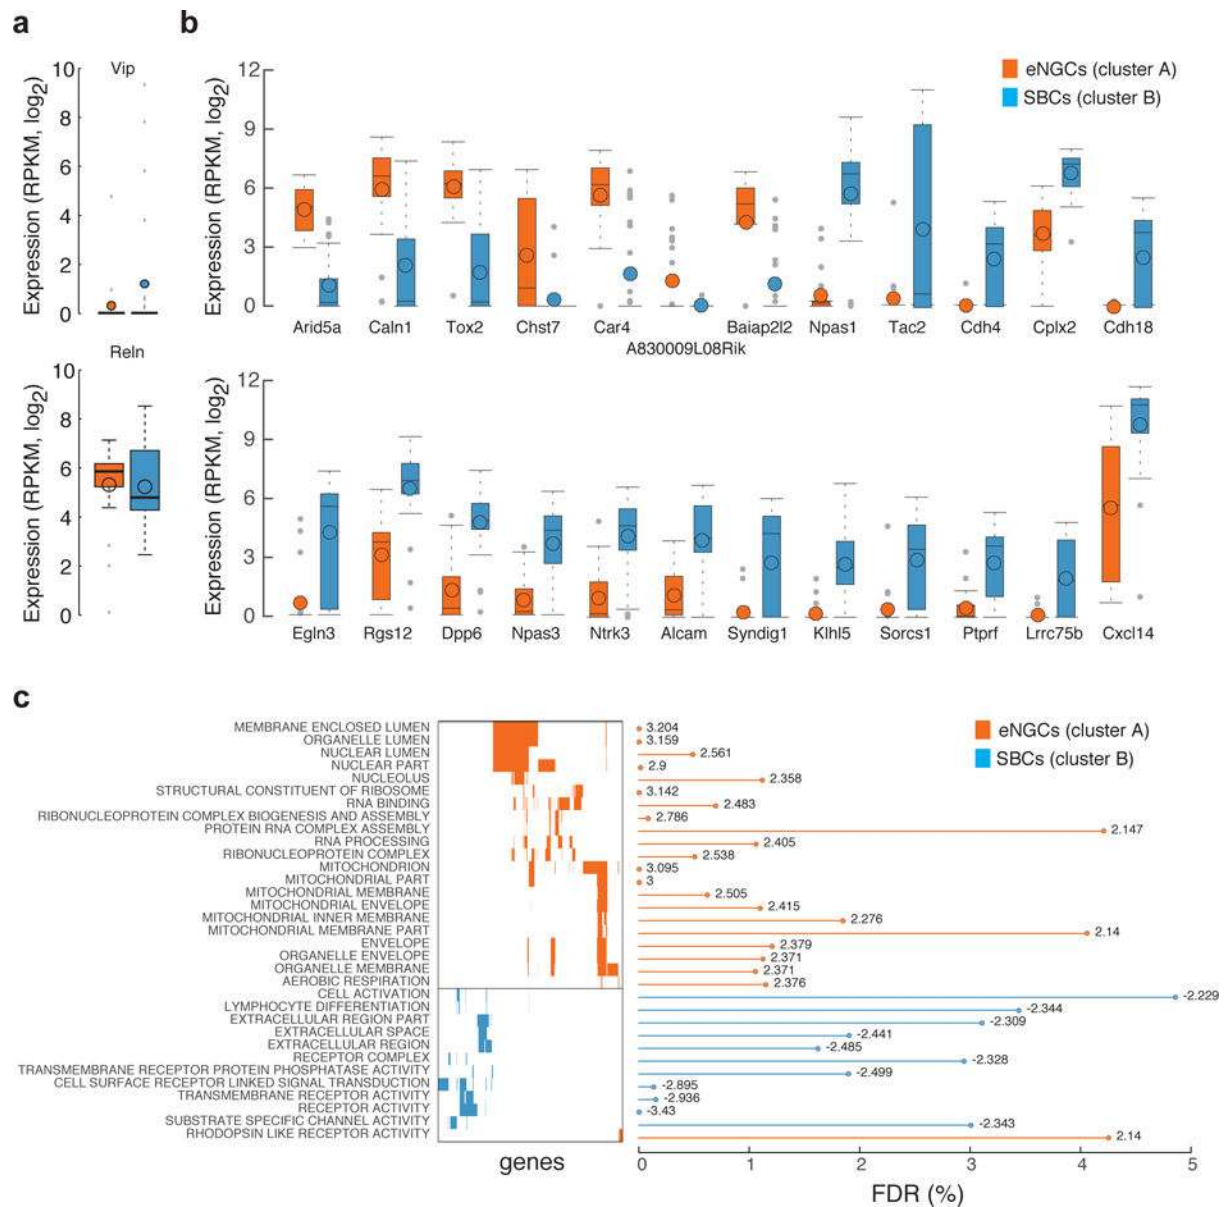 a
b
Vip
10
8
6
4
2
0
Expression (RPKM, log2)
Reln
10
8
6
4
2
0
Expression (RPKM, log2)
12
9
6
3
0
Expression (RPKM, log2)
eNGCs (cluster A)
SBCs (cluster B)
Arid5a Caln1 Tox2 Chst7 Car4 Baiap2l2 Npas1 Tac2 Cdh4 Cplx2 Cdh18
A830009L08Rik
12
9
6
3
0
Expression (RPKM, log2)
Egln3 Rgs12 Dpp6 Npas3 Ntrk3 Alcam Syndig1 Klhl5 Sorcs1 Ptprf Lrrc75b Cxcl14
c
eNGCs (cluster A)
SBCs (cluster B)
MEMBRANE ENCLOSED LUMEN 3.204
ORGANELLE LUMEN 3.159
NUCLEAR LUMEN 2.561
NUCLEAR PART 2.9
NUCLEOLUS 2.358
STRUCTURAL CONSTITUENT OF RIBOSOME 3.142
RNA BINDING 2.483
RIBONUCLEOPROTEIN COMPLEX BIOGENESIS AND ASSEMBLY 2.786
PROTEIN RNA COMPLEX ASSEMBLY 2.147
RNA PROCESSING 2.405
RIBONUCLEOPROTEIN COMPLEX 2.538
MITOCHONDRION 3.095
MITOCHONDRIAL PART 3
MITOCHONDRIAL MEMBRANE 2.505
MITOCHONDRIAL ENVELOPE 2.415
MITOCHONDRIAL INNER MEMBRANE 2.276
MITOCHONDRIAL MEMBRANE PART 2.14
ENVELOPE 2.379
ORGANELLE ENVELOPE 2.371
ORGANELLE MEMBRANE 2.371
AEROBIC RESPIRATION 2.376
CELL ACTIVATION -2.229
LYMPHOCYTE DIFFERENTIATION -2.344
EXTRACELLULAR REGION PART -2.309
EXTRACELLULAR SPACE -2.441
EXTRACELLULAR REGION -2.485
RECEPTOR COMPLEX -2.328
TRANSMEMBRANE RECEPTOR PROTEIN PHOSPHATASE ACTIVITY -2.499
CELL SURFACE RECEPTOR LINKED SIGNAL TRANSDUCTION -2.895
TRANSMEMBRANE RECEPTOR ACTIVITY -2.936
RECEPTOR ACTIVITY -3.43
SUBSTRATE SPECIFIC CHANNEL ACTIVITY -2.343
RHODOPSIN LIKE RECEPTOR ACTIVITY 2.14
genes
0 1 2 3 4 5
FDR (%)